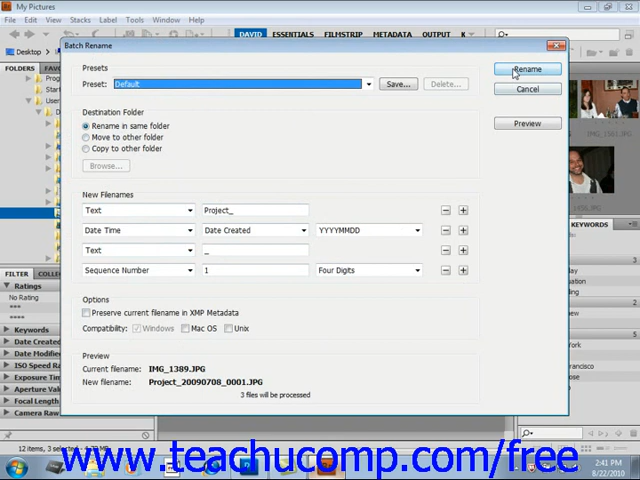 My Pictures
File Edit Stacks Label Tools Window Help
DAVID ESSENTIALS FILMSTRIP METADATA OUTPUT K
Desktop
FOLDERS
Batch Rename
Presets
Preset: Default Save... Delete...
Rename
Cancel
Preview
Destination Folder
Rename in same folder
Move to other folder
Copy to other folder
Browse...
New Filenames
Text Project_
Date Time Date Created YYYYMMDD
Text _
Sequence Number 1 Four Digits
Options
Preserve current filename in XMP Metadata
Compatibility: Windows Mac OS Unix
Preview
Current filename: IMG_1389.JPG
New filename: Project_20090708_0001.JPG
3 files will be processed
IMG_1561.JPG
KEYWORDS
FILTER
Ratings
No Rating
***
****
Keywords
Date Created
Date Modified
ISO Speed
Exposure Time
Aperture Value
Focal Length
Camera Raw
12 items, 3 selected
www.teachucomp.com/free
2:41 PM
8/22/2010